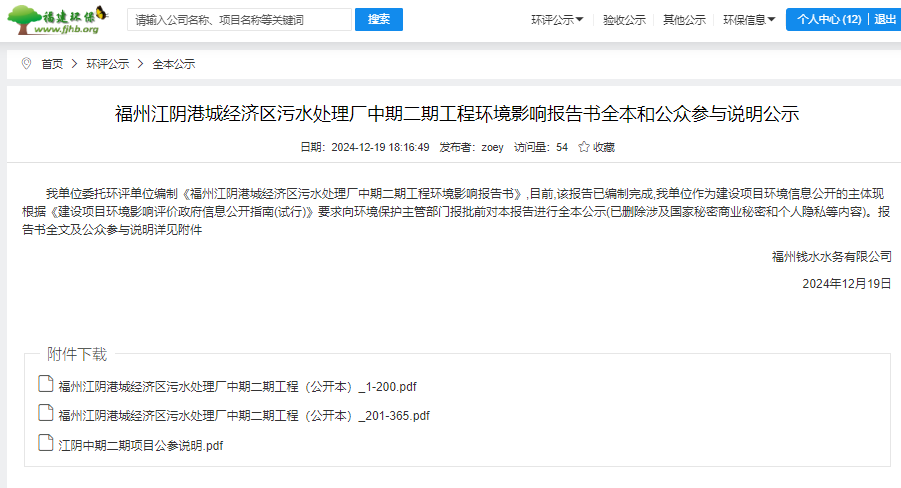 福建环保
www.fjhb.org
请输入公司名称、项目名称等关键词
搜索
环评公示 验收公示 其他公示 环保信息 个人中心 (12) | 退出
首页 > 环评公示 > 全本公示
福州江阴港城经济区污水处理厂中期二期工程环境影响报告书全本和公众参与说明公示
日期：2024-12-19 18:16:49 发布者：zoey 访问量：54 收藏
我单位委托环评单位编制《福州江阴港城经济区污水处理厂中期二期工程环境影响报告书》,目前,该报告已编制完成,我单位作为建设项目环境信息公开的主体现
根据《建设项目环境影响评价政府信息公开指南(试行)》要求向环境保护主管部门报批前对本报告进行全本公示(已删除涉及国家秘密商业秘密和个人隐私等内容)。报
告书全文及公众参与说明详见附件
福州钱水水务有限公司
2024年12月19日
附件下载
福州江阴港城经济区污水处理厂中期二期工程（公开本）_1-200.pdf
福州江阴港城经济区污水处理厂中期二期工程（公开本）_201-365.pdf
江阴中期二期项目公参说明.pdf